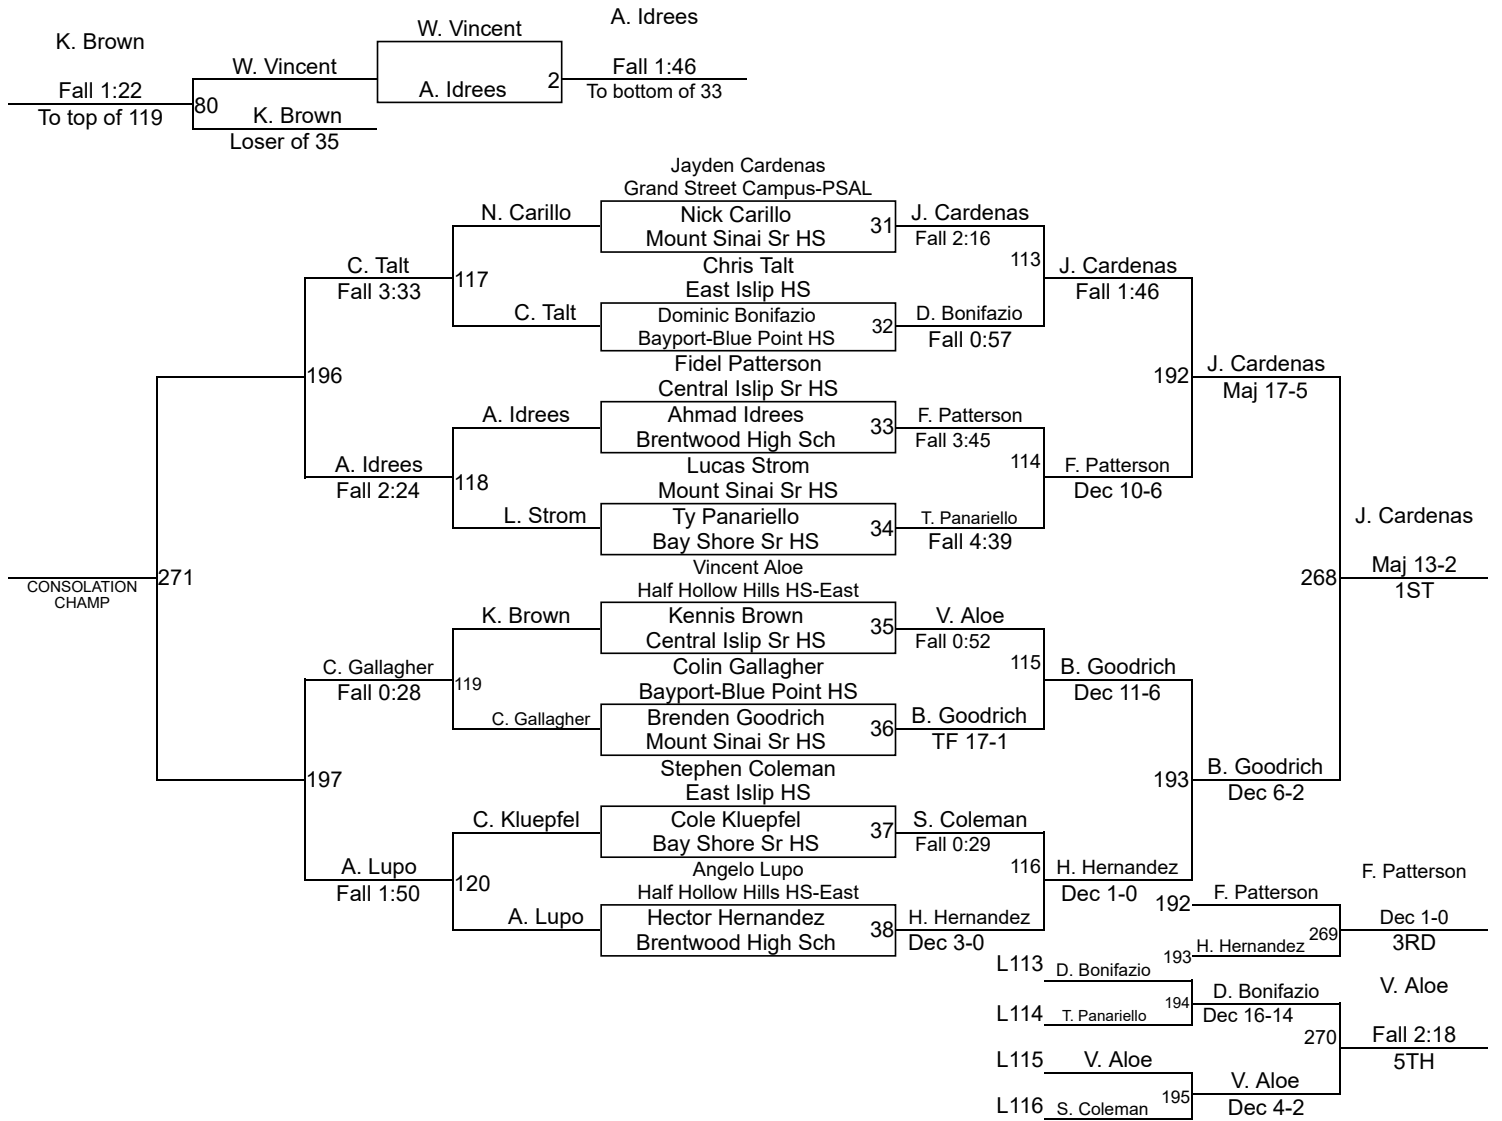 K. Brown
Fall 1:22
To top of 119
80
W. Vincent
K. Brown
Loser of 35
W. Vincent
A. Idrees
2
A. Idrees
Fall 1:46
To bottom of 33
CONSOLATION
CHAMP
271
196
197
C. Talt
Fall 3:33
A. Idrees
Fall 2:24
C. Gallagher
Fall 0:28
A. Lupo
Fall 1:50
117
118
119
120
N. Carillo
C. Talt
A. Idrees
L. Strom
K. Brown
C. Gallagher
C. Kluepfel
A. Lupo
Jayden Cardenas
Grand Street Campus-PSAL
Nick Carillo
Mount Sinai Sr HS
31
Chris Talt
East Islip HS
Dominic Bonifazio
Bayport-Blue Point HS
32
Fidel Patterson
Central Islip Sr HS
Ahmad Idrees
Brentwood High Sch
33
Lucas Strom
Mount Sinai Sr HS
Ty Panariello
Bay Shore Sr HS
34
Vincent Aloe
Half Hollow Hills HS-East
Kennis Brown
Central Islip Sr HS
35
Colin Gallagher
Bayport-Blue Point HS
Brenden Goodrich
Mount Sinai Sr HS
36
Stephen Coleman
East Islip HS
Cole Kluepfel
Bay Shore Sr HS
37
Angelo Lupo
Half Hollow Hills HS-East
Hector Hernandez
Brentwood High Sch
38
J. Cardenas
Fall 2:16
D. Bonifazio
Fall 0:57
F. Patterson
Fall 3:45
T. Panariello
Fall 4:39
V. Aloe
Fall 0:52
B. Goodrich
TF 17-1
S. Coleman
Fall 0:29
H. Hernandez
Dec 3-0
113
114
115
116
J. Cardenas
Fall 1:46
F. Patterson
Dec 10-6
B. Goodrich
Dec 11-6
H. Hernandez
Dec 1-0
192
193
J. Cardenas
Maj 17-5
B. Goodrich
Dec 6-2
268
J. Cardenas
Maj 13-2
1ST
192
F. Patterson
193
H. Hernandez
269
F. Patterson
Dec 1-0
3RD
L113
D. Bonifazio
L114
T. Panariello
194
D. Bonifazio
Dec 16-14
L115
V. Aloe
L116
S. Coleman
195
V. Aloe
Dec 4-2
270
V. Aloe
Fall 2:18
5TH